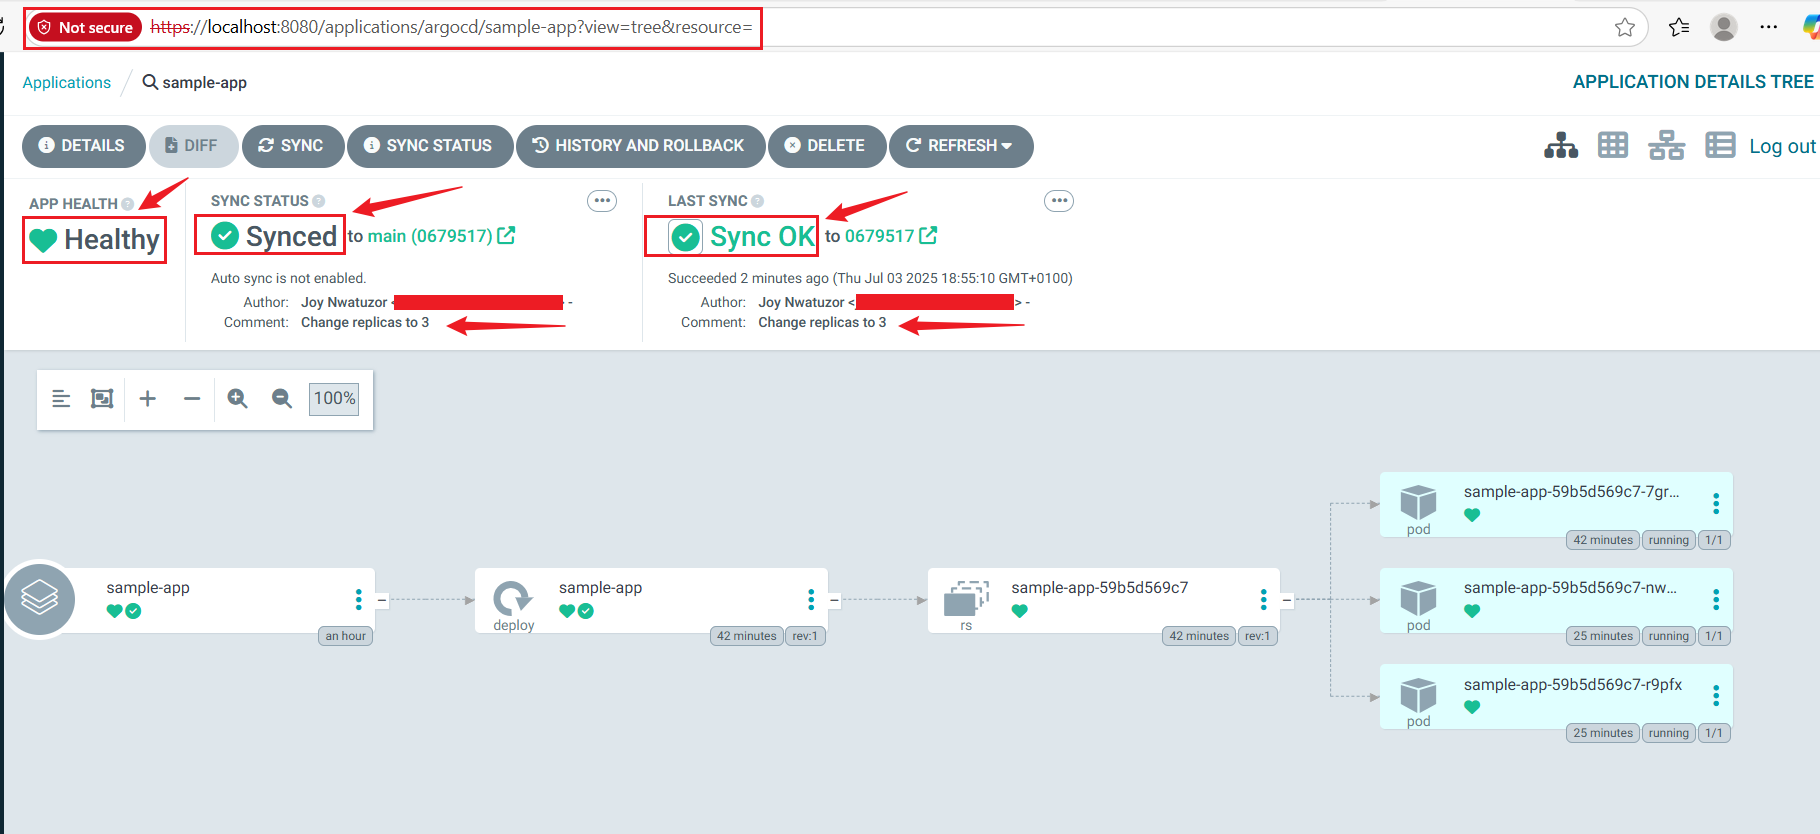 Not secure https://localhost:8080/applications/argocd/sample-app?view=tree&resource=
Applications / sample-app
APPLICATION DETAILS TREE
DETAILS DIFF SYNC SYNC STATUS HISTORY AND ROLLBACK DELETE REFRESH
Log out
APP HEALTH
Healthy
SYNC STATUS
Synced to main (0679517)
Auto sync is not enabled.
Author: Joy Nwatuzor < > -
Comment: Change replicas to 3
LAST SYNC
Sync OK to 0679517
Succeeded 2 minutes ago (Thu Jul 03 2025 18:55:10 GMT+0100)
Author: Joy Nwatuzor < > -
Comment: Change replicas to 3
100%
sample-app
an hour
sample-app
deploy
42 minutes rev:1
sample-app-59b5d569c7
rs
42 minutes rev:1
sample-app-59b5d569c7-7gr...
pod
42 minutes running 1/1
sample-app-59b5d569c7-nw...
pod
25 minutes running 1/1
sample-app-59b5d569c7-r9pfx
pod
25 minutes running 1/1